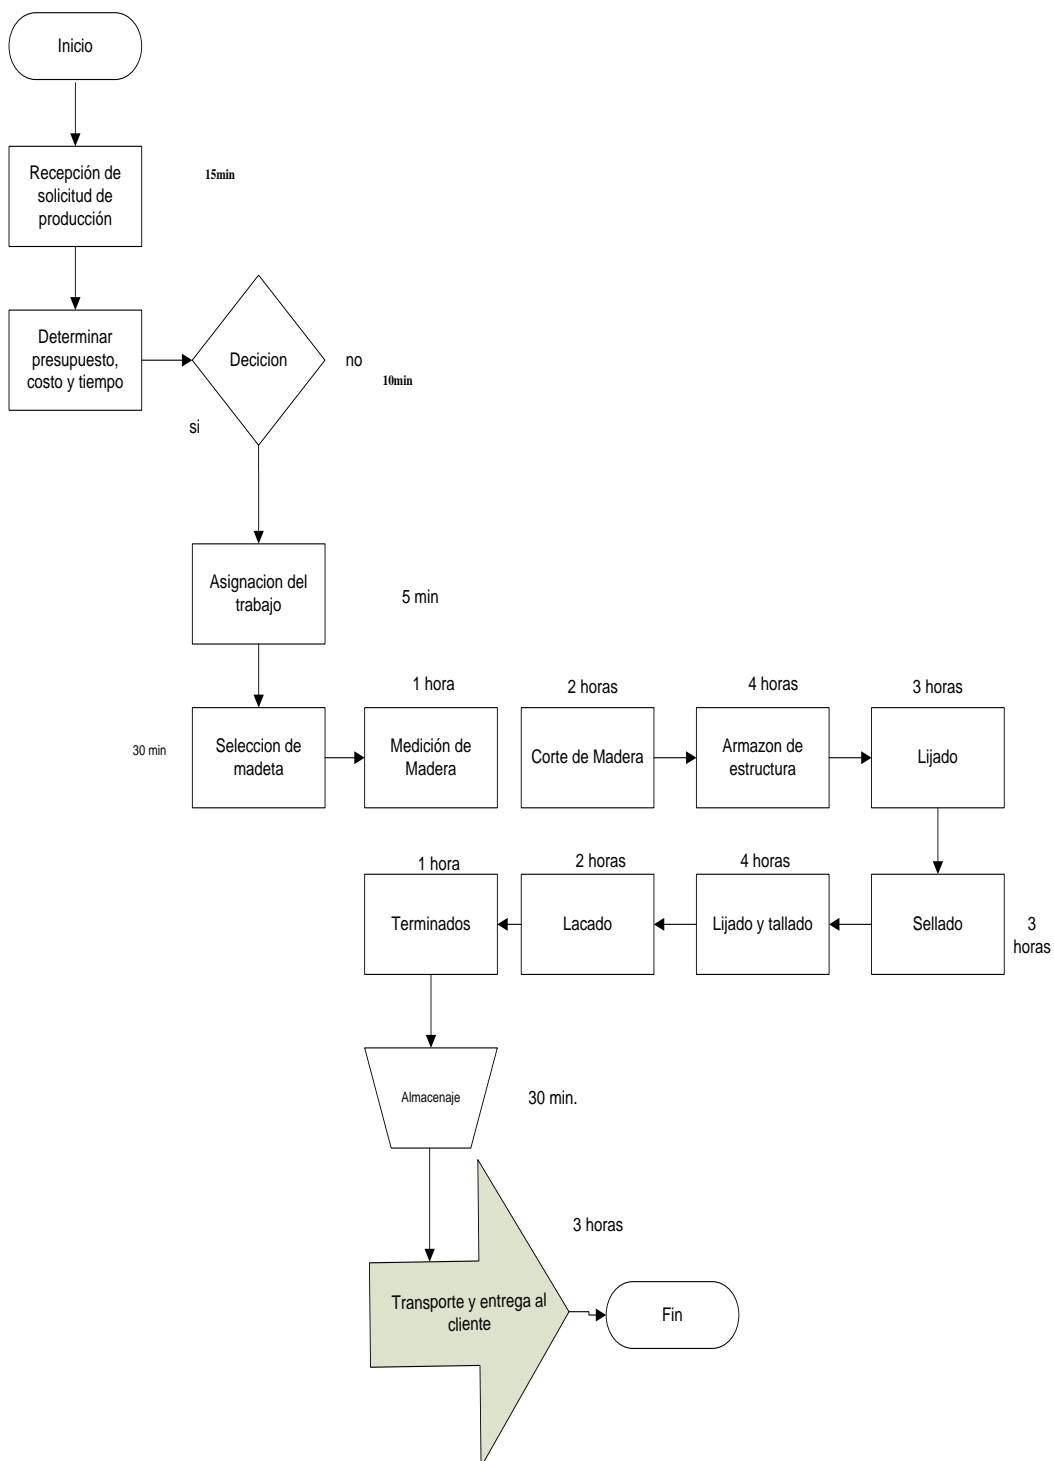 Inicio
Recepción de
solicitud de
producción
15min
Determinar
presupuesto,
costo y tiempo
Decicion
no
10min
si
Asignacion del
trabajo
5 min
1 hora
2 horas
4 horas
3 horas
30 min
Seleccion de
madeta
Medición de
Madera
Corte de Madera
Armazon de
estructura
Lijado
1 hora
2 horas
4 horas
Terminados
Lacado
Lijado y tallado
Sellado
3
horas
Almacenaje
30 min.
3 horas
Transporte y entrega al
cliente
Fin